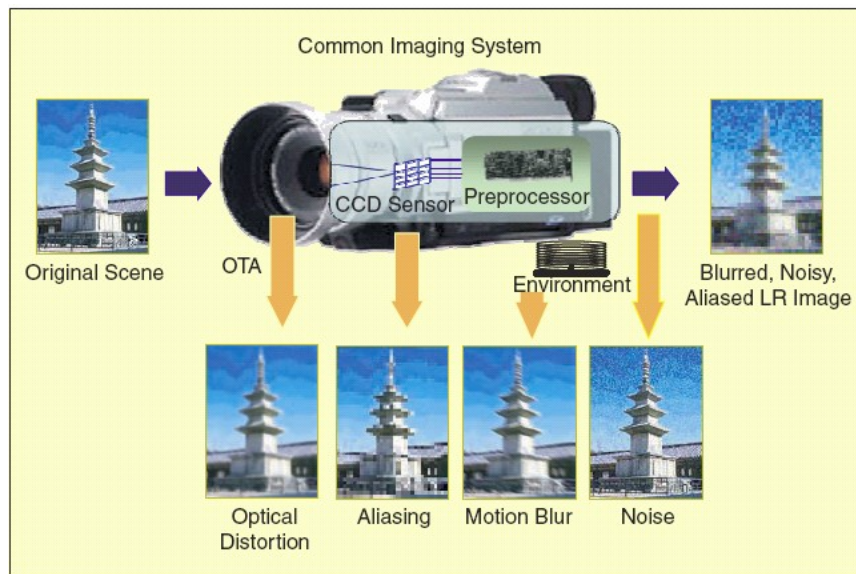 Common Imaging System
CCD Sensor
Preprocessor
Original Scene
OTA
Environment
Blurred, Noisy,
Aliased LR Image
Optical
Distortion
Aliasing
Motion Blur
Noise